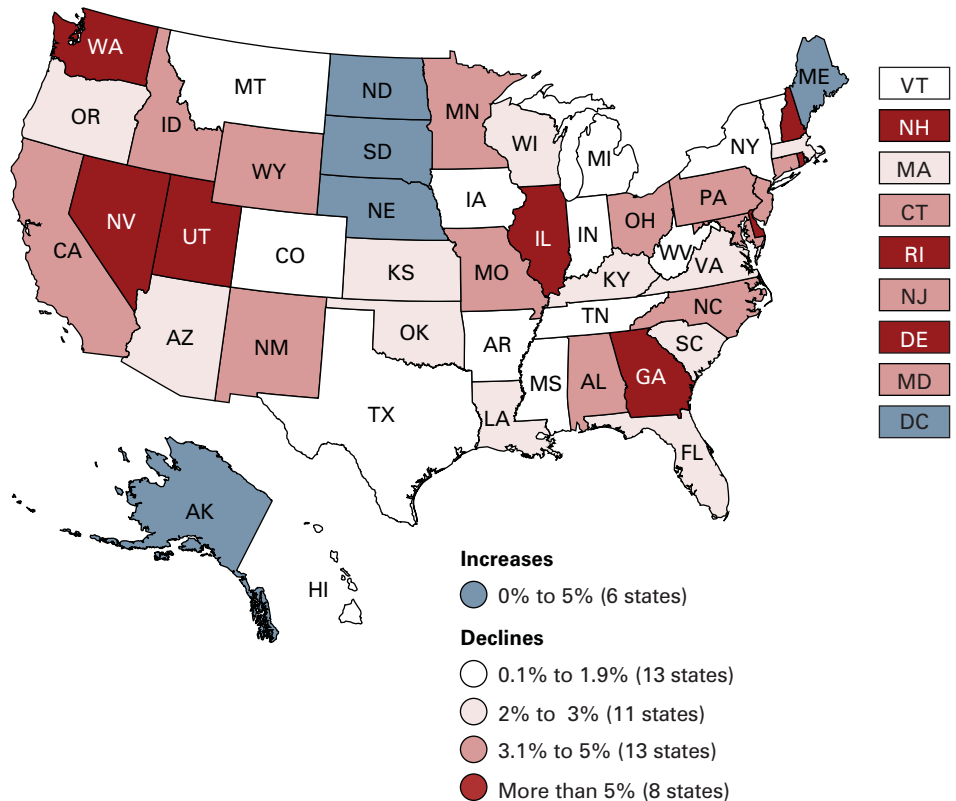 WA
MT
ND
MN
ME
OR
ID
SD
WI
MI
NY
WY
IA
PA
NE
NV
UT
CO
IL
IN
OH
WV
VA
CA
KS
MO
KY
NC
TN
AZ
NM
OK
AR
SC
MS
AL
GA
TX
LA
FL
AK
HI
VT
NH
MA
CT
RI
NJ
DE
MD
DC
Increases
0% to 5% (6 states)
Declines
0.1% to 1.9% (13 states)
2% to 3% (11 states)
3.1% to 5% (13 states)
More than 5% (8 states)